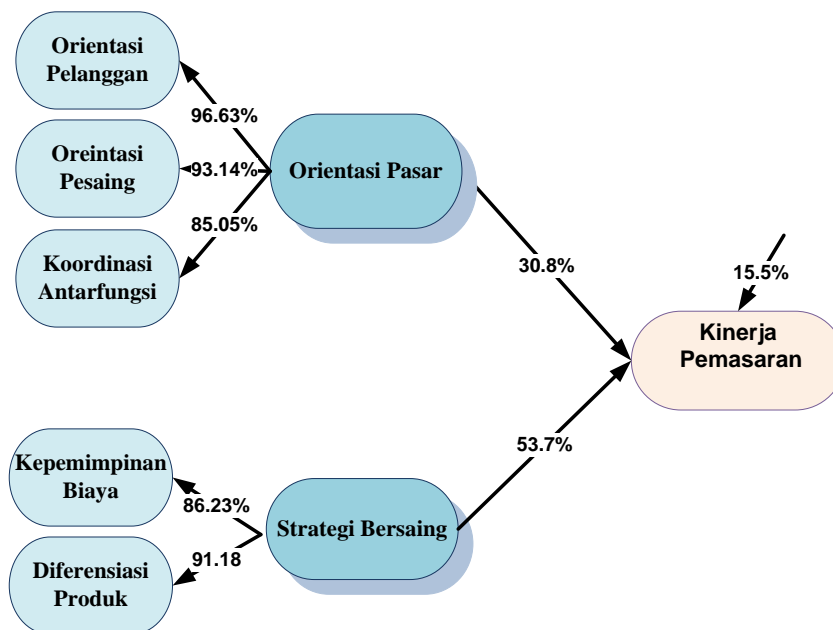 Orientasi
Pelanggan
96.63%
Oreintasi
Pesaing
93.14%
Orientasi Pasar
85.05%
Koordinasi
Antarfungsi
30.8%
15.5%
Kinerja
Pemasaran
53.7%
Kepemimpinan
Biaya
86.23%
Strategi Bersaing
91.18
Diferensiasi
Produk